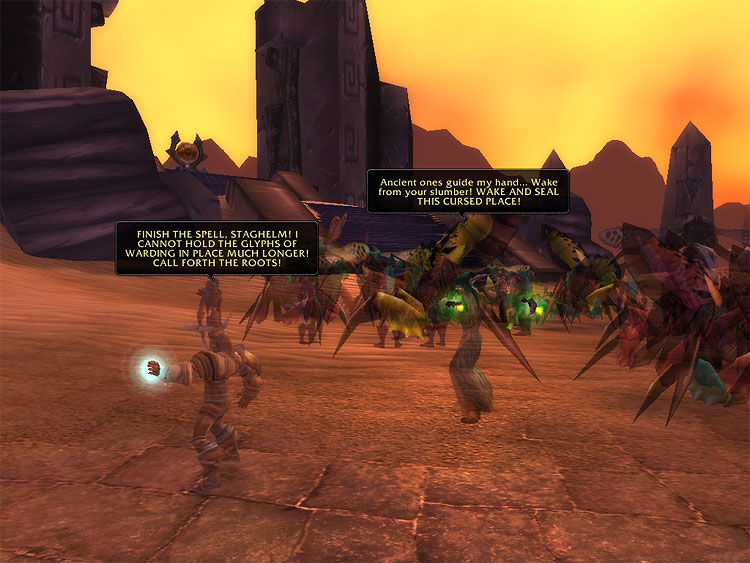 Ancient ones guide my hand... Wake
from your slumber! WAKE AND SEAL
THIS CURSED PLACE!
FINISH THE SPELL, STAGHELM! I
CANNOT HOLD THE GLYPHS OF
WARDING IN PLACE MUCH LONGER!
CALL FORTH THE ROOTS!